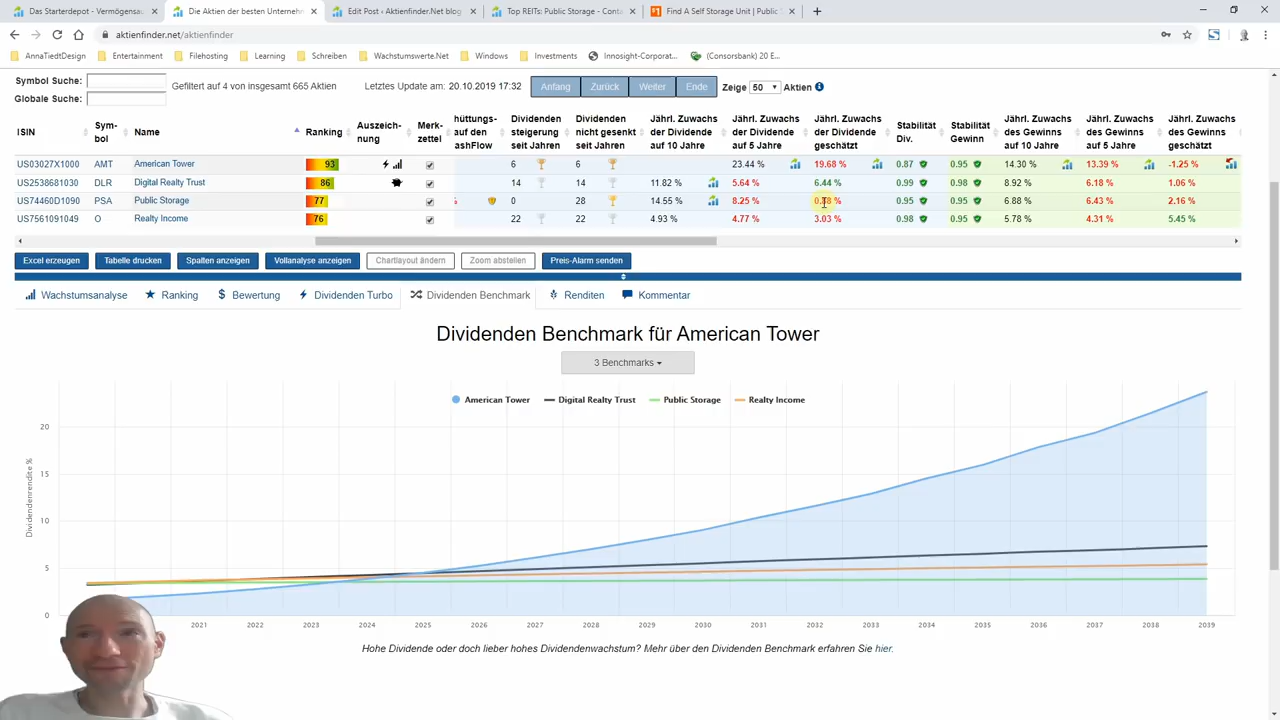 Das Starterdepot - Vermögensau
Die Aktien der besten Unternehm
Edit Post ‹ Aktienfinder.Net blog
Top REITs: Public Storage - Conta
Find A Self Storage Unit | Public S
aktienfinder.net/aktienfinder
AnnaTiedtDesign
Entertainment
Filehosting
Learning
Schreiben
Wachstumswerte.Net
Windows
Investments
Innosight-Corporat...
(Consorsbank) 20 E...
Symbol Suche:
Globale Suche:
Gefiltert auf 4 von insgesamt 665 Aktien
Letztes Update am: 20.10.2019 17:32
Anfang Zurück Weiter Ende
Zeige 50 Aktien
ISIN
Sym-
bol
Name
Ranking
Auszeich-
nung
Merk-
zettel
hüttungs-
auf den
ashFlow
Dividenden
steigerung
seit Jahren
Dividenden
nicht gesenkt
seit Jahren
Jährl. Zuwachs
der Dividende
auf 10 Jahre
Jährl. Zuwachs
der Dividende
auf 5 Jahre
Jährl. Zuwachs
der Dividende
geschätzt
Stabilität
Div.
Stabilität
Gewinn
Jährl. Zuwachs
des Gewinns
auf 10 Jahre
Jährl. Zuwachs
des Gewinns
auf 5 Jahre
Jährl. Zuwachs
des Gewinns
geschätzt
US03027X1000 AMT American Tower 93 6 6 23.44 % 19.68 % 0.87 0.95 14.30 % 13.39 % -1.25 %
US2538681030 DLR Digital Realty Trust 86 14 14 11.82 % 5.64 % 6.44 % 0.99 0.98 8.92 % 6.18 % 1.06 %
US74460D1090 PSA Public Storage 77 % 0 28 14.55 % 8.25 % % 0.95 0.95 6.88 % 6.43 % 2.16 %
US7561091049 O Realty Income 76 22 22 4.93 % 4.77 % 3.03 % 0.98 0.95 5.78 % 4.31 % 5.45 %
Excel erzeugen
Tabelle drucken
Spalten anzeigen
Vollanalyse anzeigen
Chartlayout ändern
Zoom abstellen
Preis-Alarm senden
Wachstumsanalyse
Ranking
Bewertung
Dividenden Turbo
Dividenden Benchmark
Renditen
Kommentar
Dividenden Benchmark für American Tower
3 Benchmarks
American Tower
Digital Realty Trust
Public Storage
Realty Income
Dividendenrendite %
20
15
10
5
0
2021 2022 2023 2024 2025 2026 2027 2028 2029 2030 2031 2032 2033 2034 2035 2036 2037 2038 2039
Hohe Dividende oder doch lieber hohes Dividendenwachstum? Mehr über den Dividenden Benchmark erfahren Sie hier.